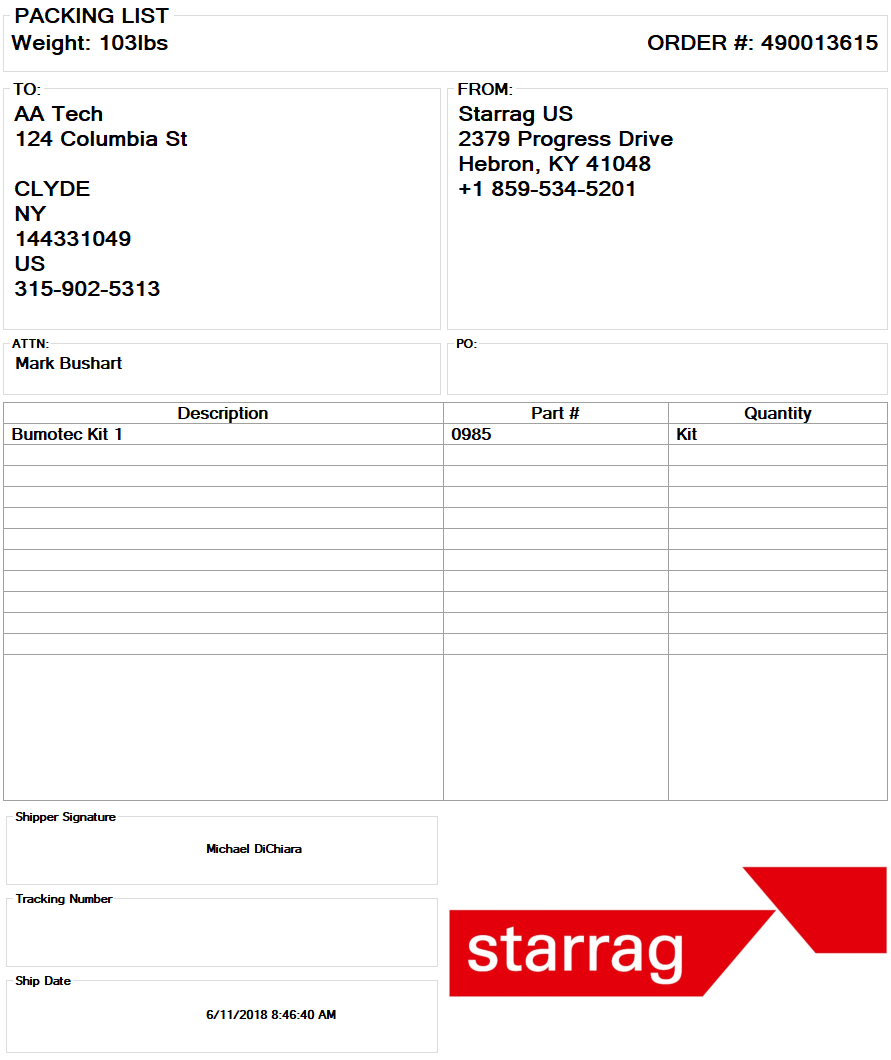 PACKING LIST
Weight: 103lbs
ORDER #: 490013615
TO:
AA Tech
124 Columbia St
CLYDE
NY
144331049
US
315-902-5313
FROM:
Starrag US
2379 Progress Drive
Hebron, KY 41048
+1 859-534-5201
ATTN:
Mark Bushart
PO:
Description Part # Quantity
Bumotec Kit 1 0985 Kit
Shipper Signature
Michael DiChiara
Tracking Number
Ship Date
6/11/2018 8:46:40 AM
starrag